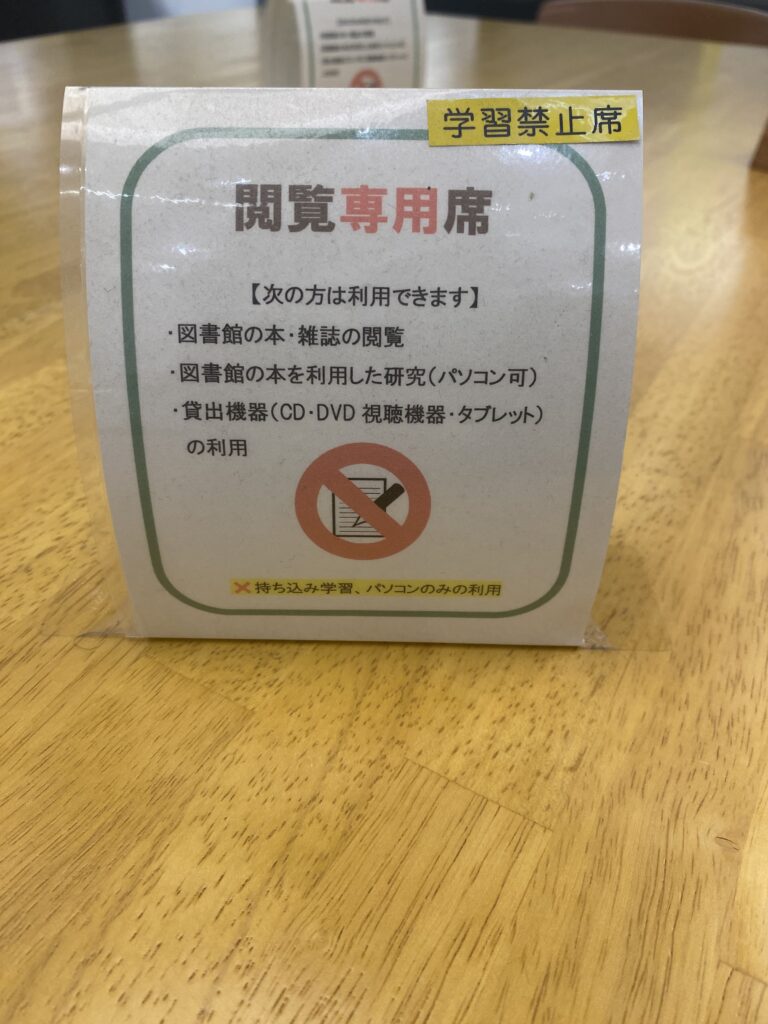 学習禁止席
閲覧専用席
【次の方は利用できます】
・図書館の本・雑誌の閲覧
・図書館の本を利用した研究(パソコン可)
・貸出機器(CD・DVD 視聴機器・タブレット)
の利用
❌持ち込み学習、パソコンのみの利用